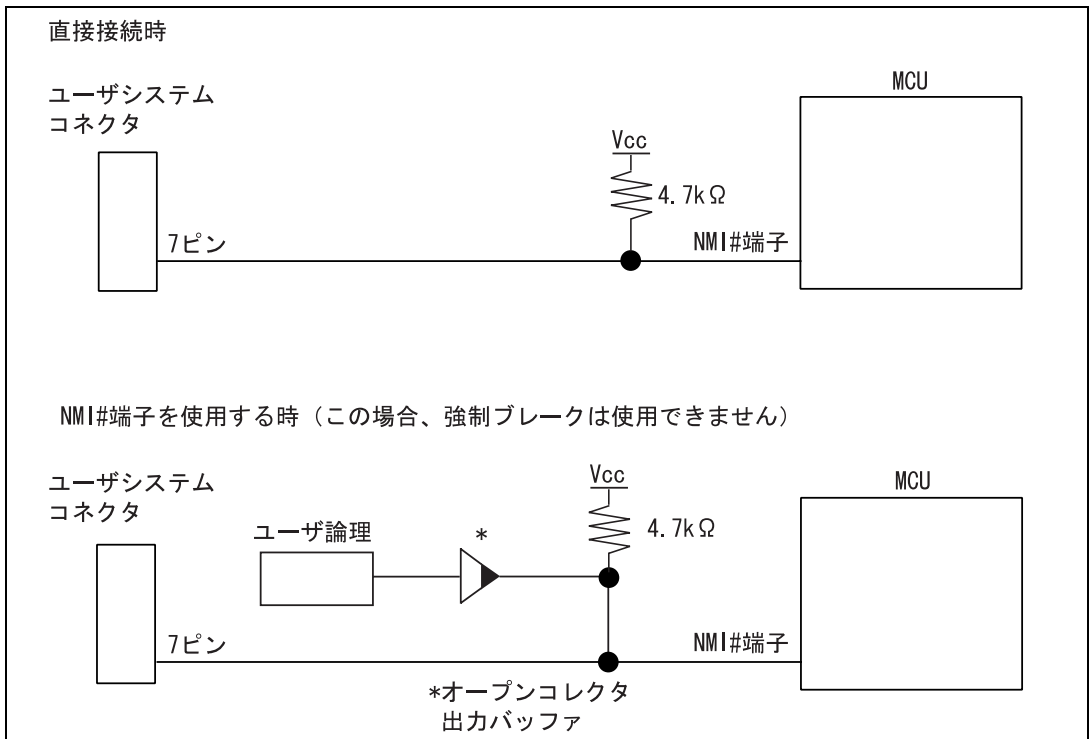 直接接続時
ユーザシステム
コネクタ
MCU
Vcc
4.7kΩ
7ピン
NMI#端子
NMI#端子を使用する時（この場合、強制ブレークは使用できません）
ユーザシステム
コネクタ
ユーザ論理
*
Vcc
4.7kΩ
MCU
7ピン
NMI#端子
*オープンコレクタ
出力バッファ